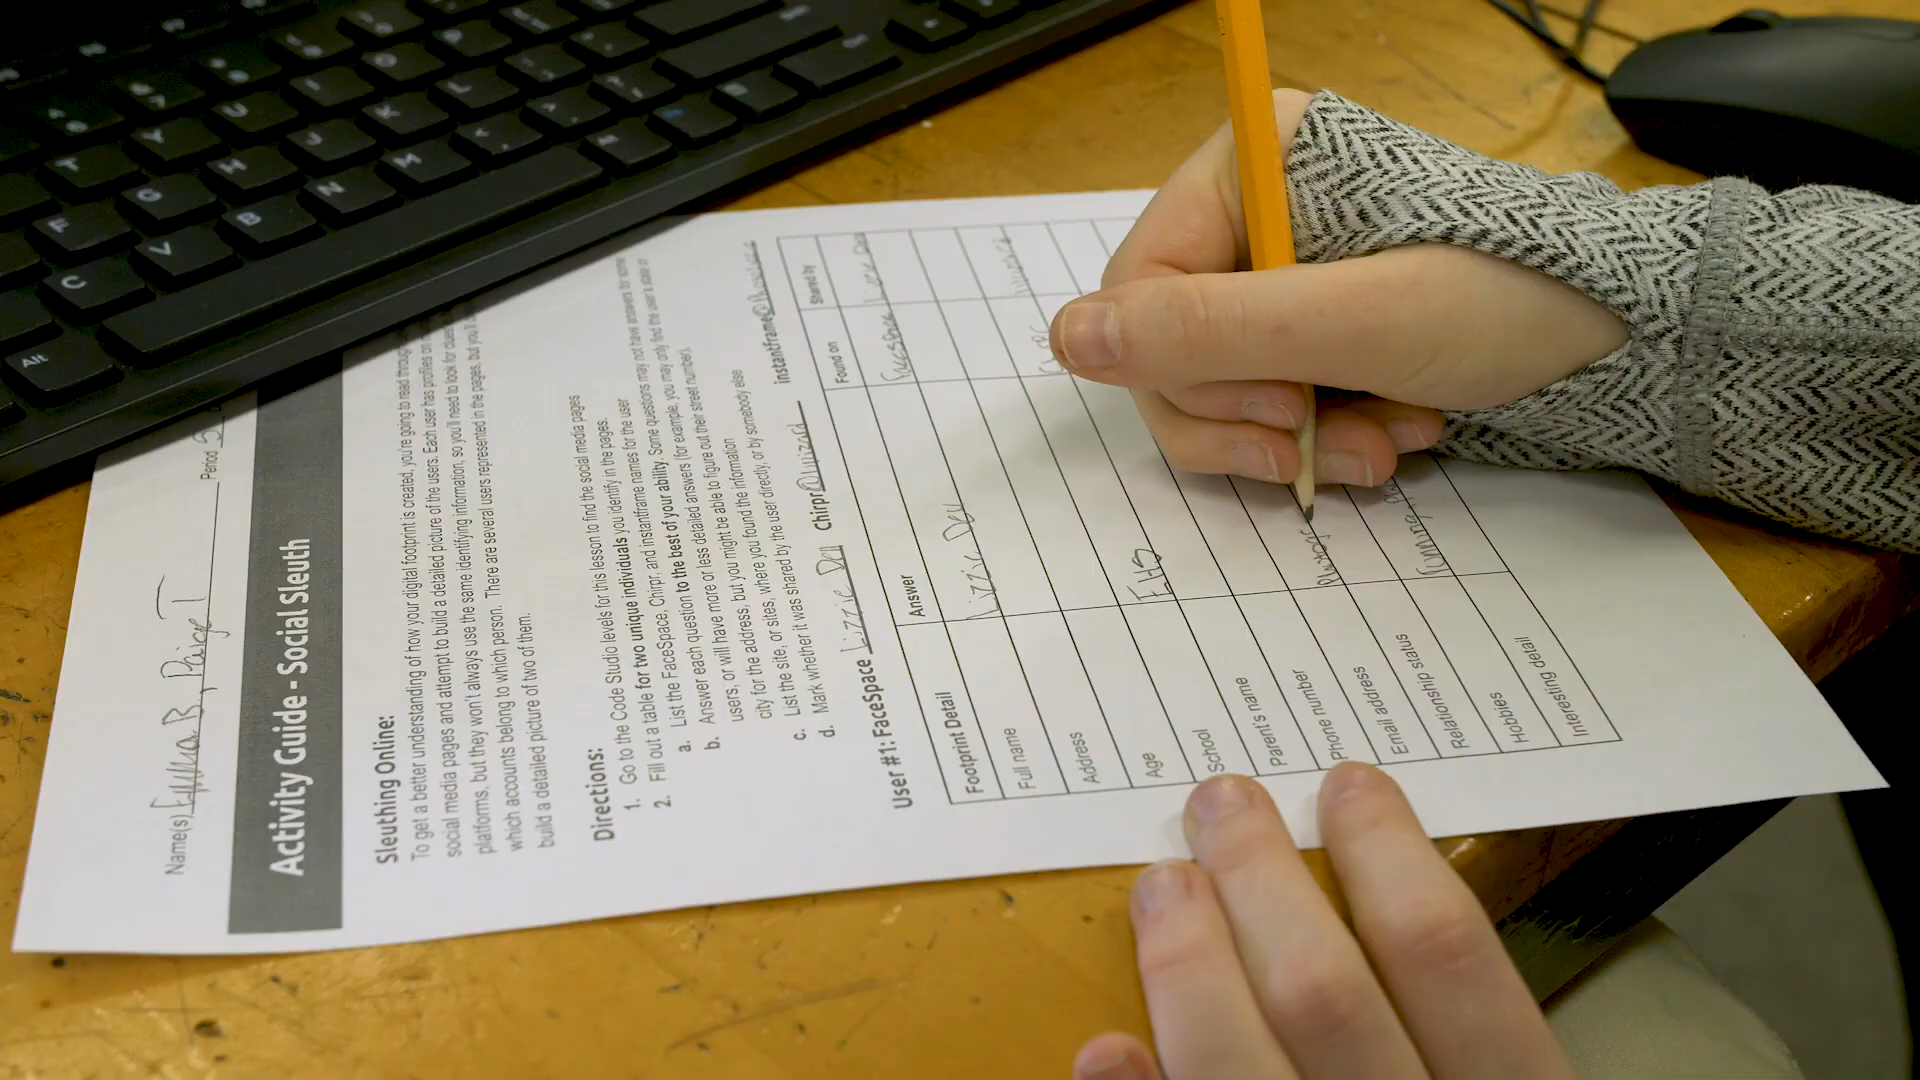 Name(s) Emma B, Paige T Period 5
Activity Guide - Social Sleuth
Sleuthing Online:
To get a better understanding of how your digital footprint is created, you're going to read through
social media pages and attempt to build a detailed picture of the users. Each user has profiles on
platforms, but they won't always use the same identifying information, so you'll need to look for clues
which accounts belong to which person. There are several users represented in the pages, but you'll
build a detailed picture of two of them.
Directions:
1. Go to the Code Studio levels for this lesson to find the social media pages
2. Fill out a table for two unique individuals you identify in the pages.
a. List the FaceSpace, Chirpr, and instantframe names for the user
b. Answer each question to the best of your ability. Some questions may not have answers for some
users, or will have more or less detailed answers (for example, you may only find the user's state or
city for the address, but you might be able to figure out their street number).
c. List the site, or sites, where you found the information
d. Mark whether it was shared by the user directly, or by somebody else
User #1: FaceSpace Lizzie Dell Chirpr instantframe
Footprint Detail Answer Found on Shared by
Full name Lizzie
Address
Age
School EHS
Parent's name
Phone number
Email address
Relationship status
Hobbies running
Interesting detail
Alt
C
V
B
N
M
F
G
H
J
K
L
T
Y
U